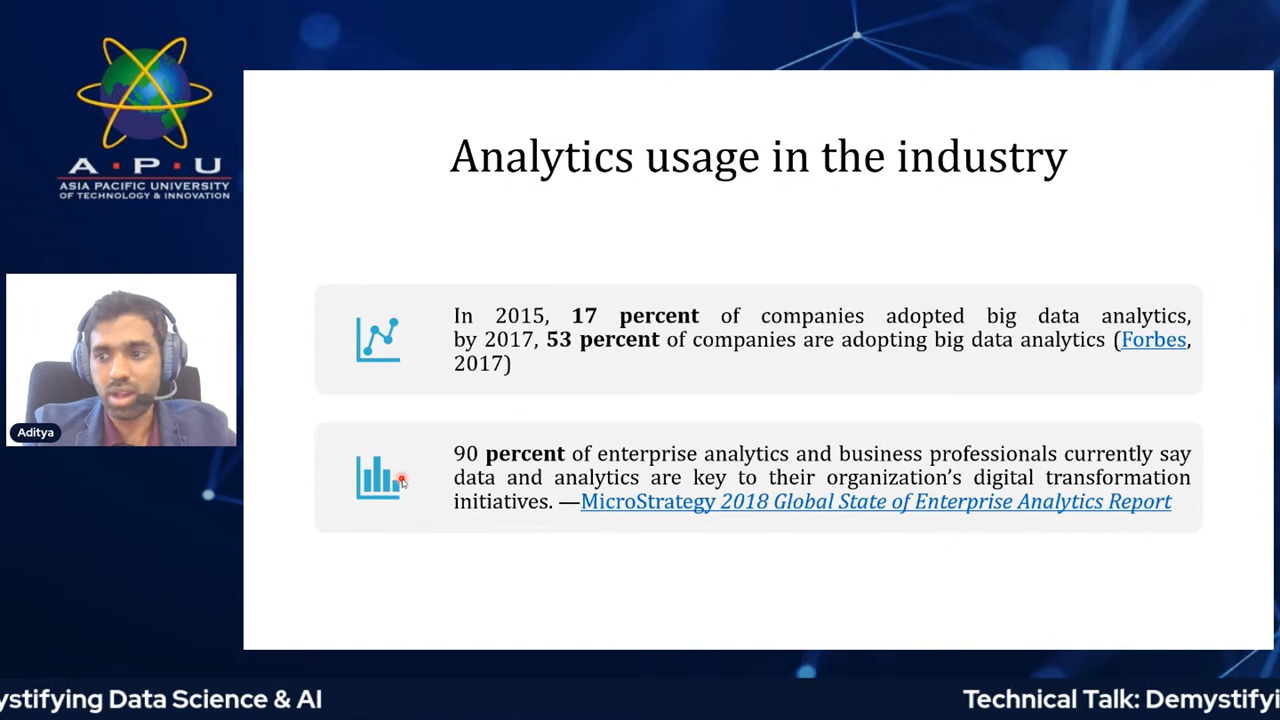 A·P·U
ASIA PACIFIC UNIVERSITY
OF TECHNOLOGY & INNOVATION
Analytics usage in the industry
In 2015, 17 percent of companies adopted big data analytics,
by 2017, 53 percent of companies are adopting big data analytics (Forbes,
2017)
90 percent of enterprise analytics and business professionals currently say
data and analytics are key to their organization’s digital transformation
initiatives. —MicroStrategy 2018 Global State of Enterprise Analytics Report
Aditya
ystifying Data Science & AI
Technical Talk: Demystifyi